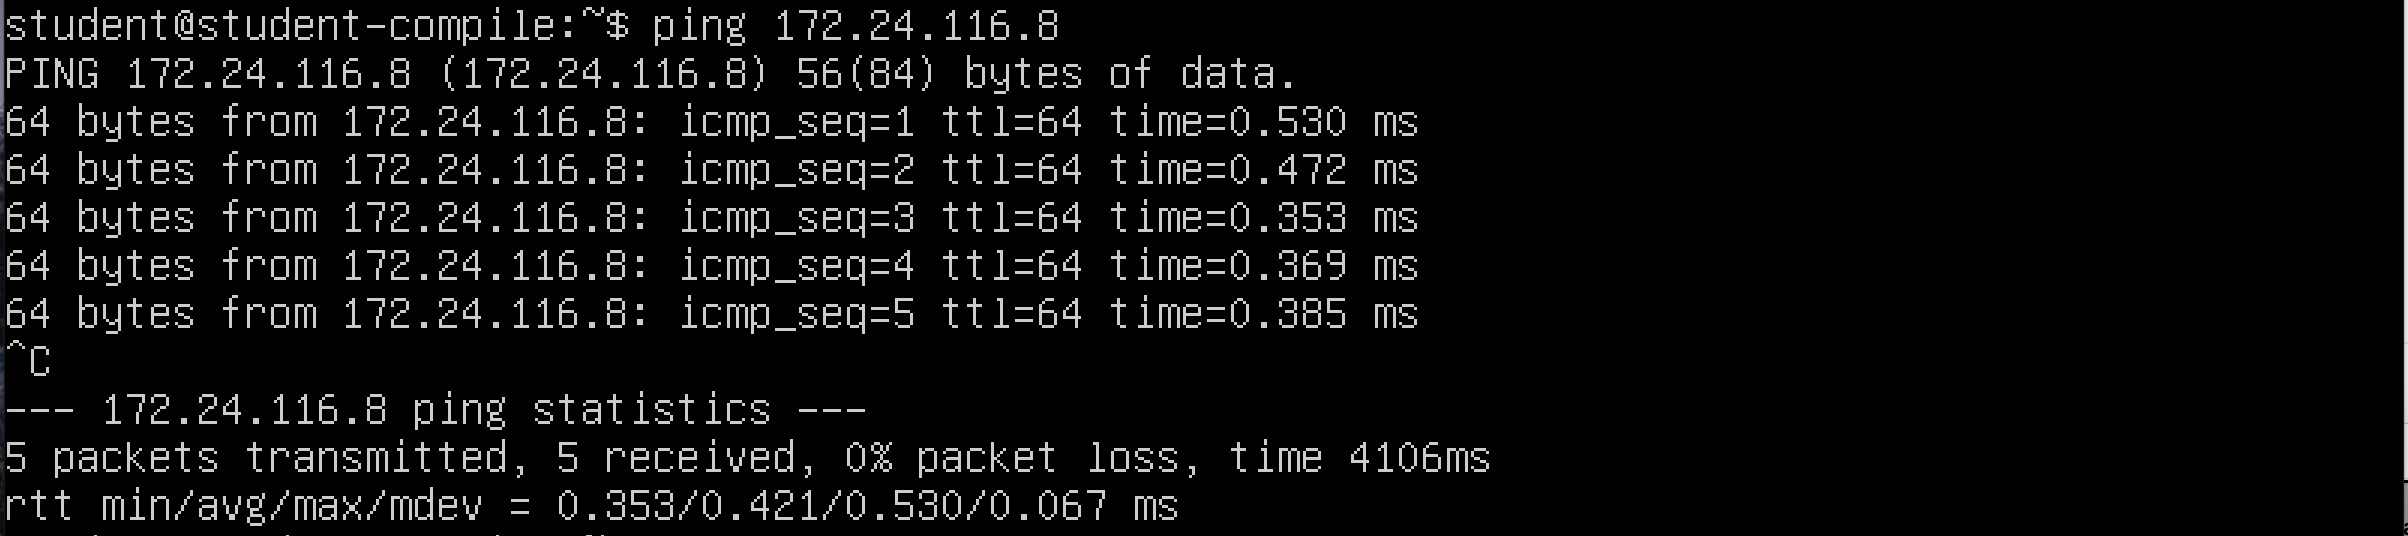 student@student-compile:~$ ping 172.24.116.8
PING 172.24.116.8 (172.24.116.8) 56(84) bytes of data.
64 bytes from 172.24.116.8: icmp_seq=1 ttl=64 time=0.530 ms
64 bytes from 172.24.116.8: icmp_seq=2 ttl=64 time=0.472 ms
64 bytes from 172.24.116.8: icmp_seq=3 ttl=64 time=0.353 ms
64 bytes from 172.24.116.8: icmp_seq=4 ttl=64 time=0.369 ms
64 bytes from 172.24.116.8: icmp_seq=5 ttl=64 time=0.385 ms
^C
--- 172.24.116.8 ping statistics ---
5 packets transmitted, 5 received, 0% packet loss, time 4106ms
rtt min/avg/max/mdev = 0.353/0.421/0.530/0.067 ms